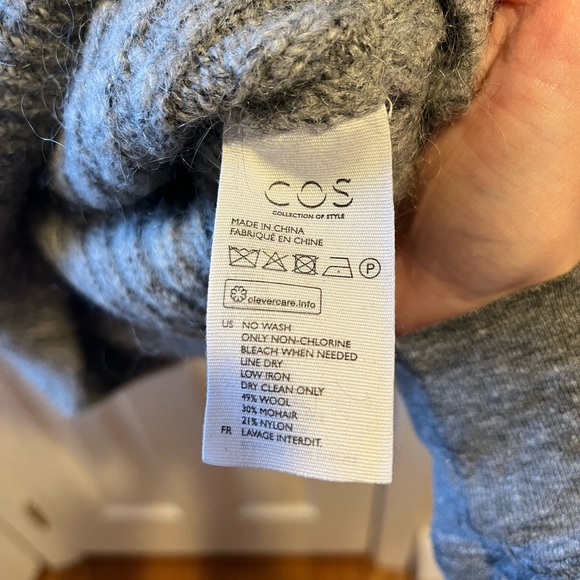 COS
COLLECTION OF STYLE
MADE IN CHINA
FABRIQUÉ EN CHINE
P
clevercare.info
US NO WASH
ONLY NON-CHLORINE
BLEACH WHEN NEEDED
LINE DRY
LOW IRON
DRY CLEAN ONLY
49% WOOL
30% MOHAIR
21% NYLON
FR LAVAGE INTERDIT.